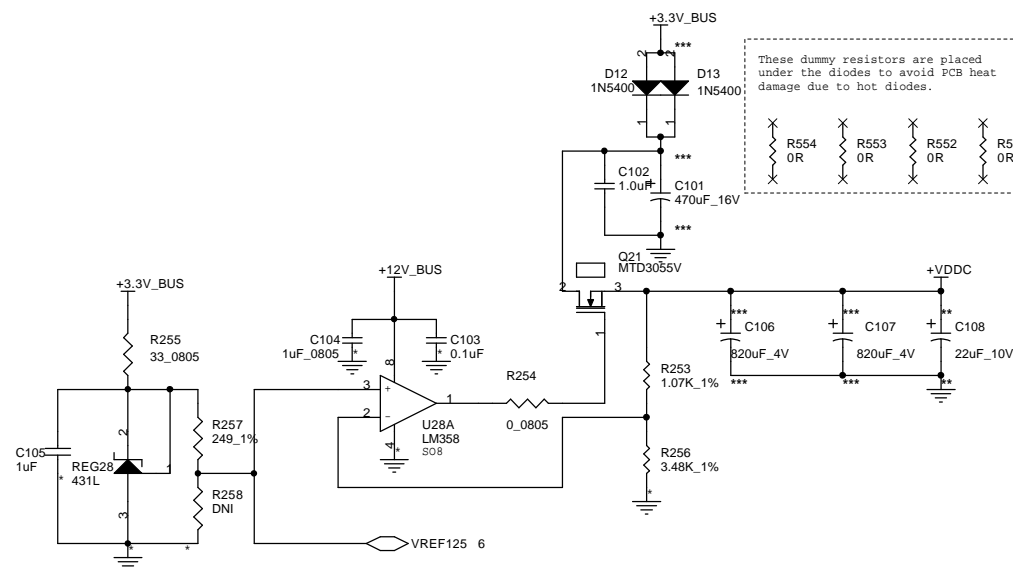 +3.3V_BUS
***
2
2
D12
1N5400
D13
1N5400
1
1
These dummy resistors are placed
under the diodes to avoid PCB heat
damage due to hot diodes.
R554
0R
R553
0R
R552
0R
R5
0R
***
C102
1.0uF
+
C101
470uF_16V
***
Q21
MTD3055V
2
3
1
+VDDC
***
+
C106
820uF_4V
***
***
+
C107
820uF_4V
***
**
+
C108
22uF_10V
**
+12V_BUS
C104
1uF_0805
*
C103
0.1uF
*
8
3
+
2
−
1
4
*
U28A
LM358
SO8
R254
0_0805
R253
1.07K_1%
R256
3.48K_1%
*
+3.3V_BUS
R255
33_0805
C105
1uF
*
2
REG28
431L
1
3
R257
249_1%
R258
DNI
*
*
VREF125 6